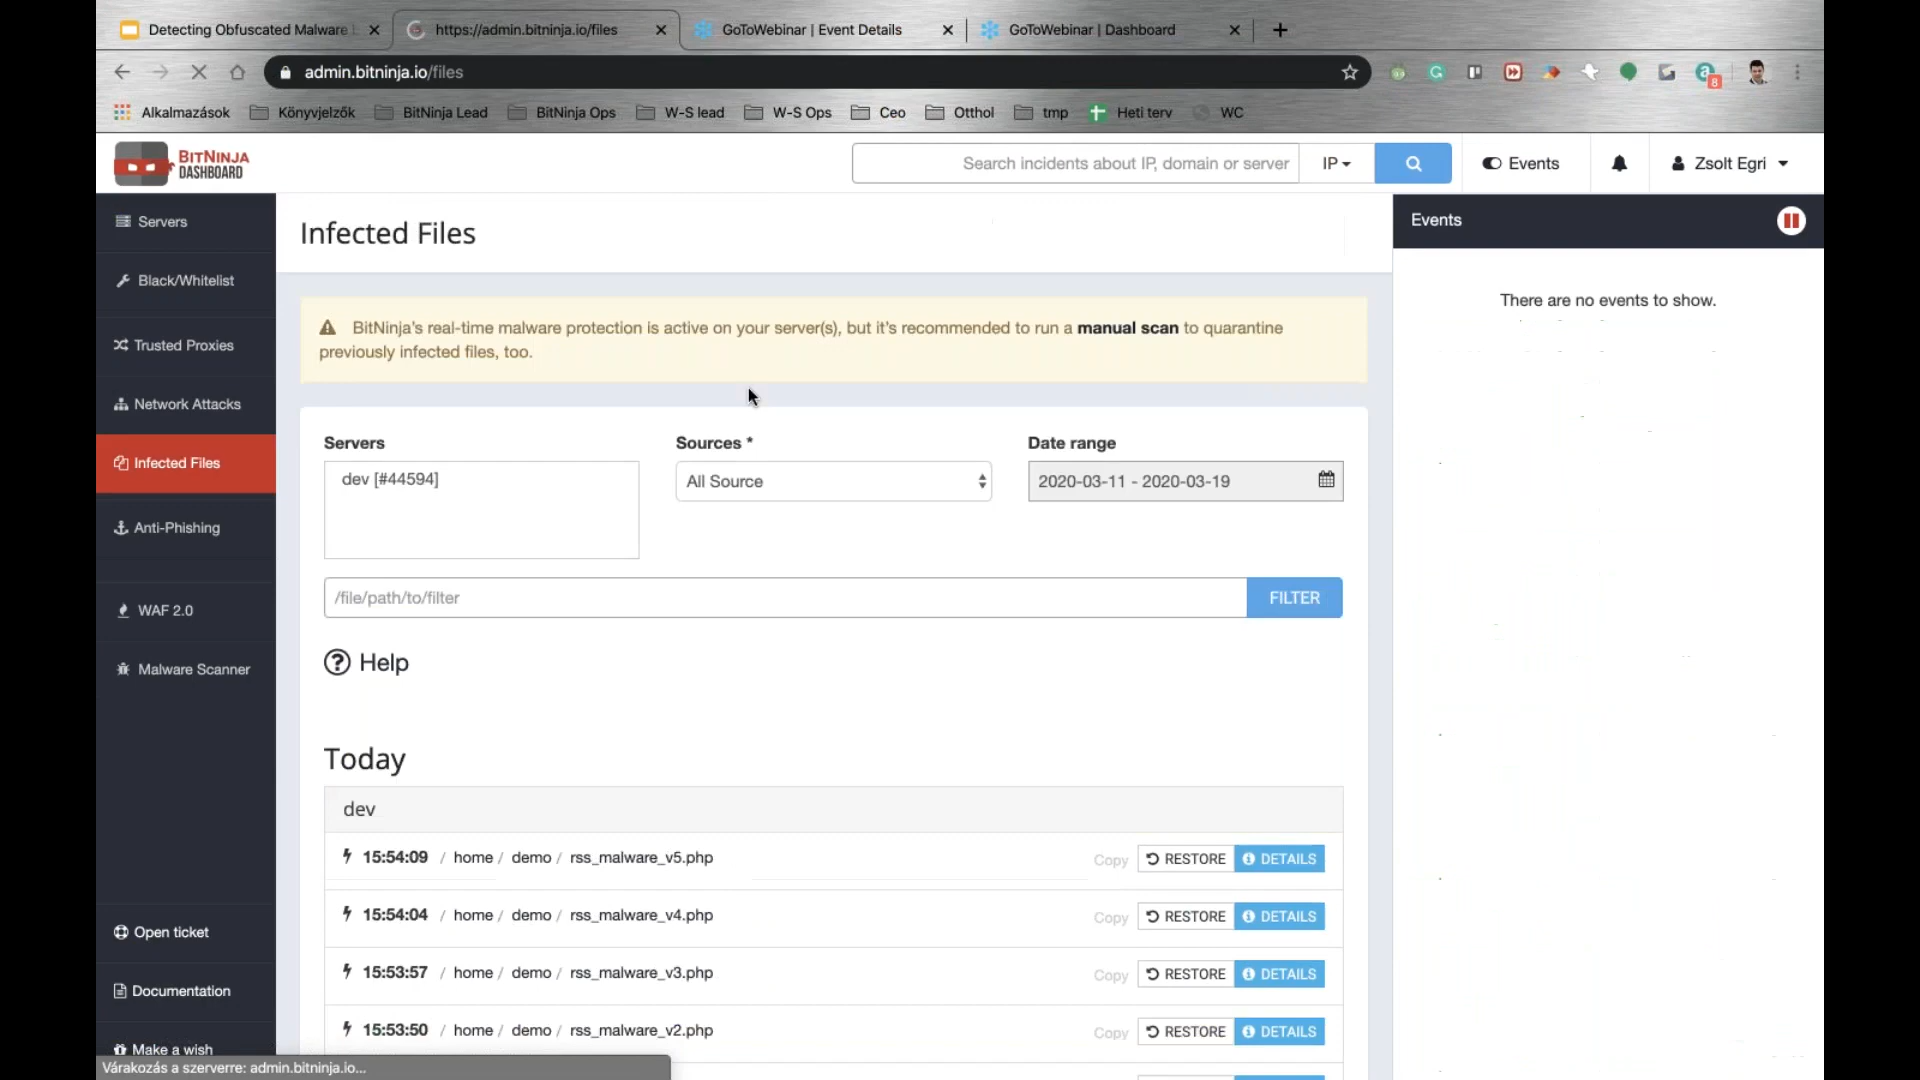 Detecting Obfuscated Malware
https://admin.bitninja.io/files
GoToWebinar | Event Details
GoToWebinar | Dashboard
admin.bitninja.io/files
8
Alkalmazások
Könyvjelzők
BitNinja Lead
BitNinja Ops
W-S lead
W-S Ops
Ceo
Otthol
tmp
Heti terv
WC
BITNINJA
DASHBOARD
Search incidents about IP, domain or server
IP
Events
Zsolt Egri
Servers
Black/Whitelist
Trusted Proxies
Network Attacks
Infected Files
Anti-Phishing
WAF 2.0
Malware Scanner
Open ticket
Documentation
Make a wish
Várakozás a szerverre: admin.bitninja.io...
Infected Files
BitNinja's real-time malware protection is active on your server(s), but it's recommended to run a manual scan to quarantine
previously infected files, too.
Servers
dev [#44594]
Sources *
All Source
Date range
2020-03-11 - 2020-03-19
/file/path/to/filter
FILTER
Help
Today
dev
15:54:09 / home / demo / rss_malware_v5.php Copy RESTORE DETAILS
15:54:04 / home / demo / rss_malware_v4.php Copy RESTORE DETAILS
15:53:57 / home / demo / rss_malware_v3.php Copy RESTORE DETAILS
15:53:50 / home / demo / rss_malware_v2.php Copy RESTORE DETAILS
Events
There are no events to show.